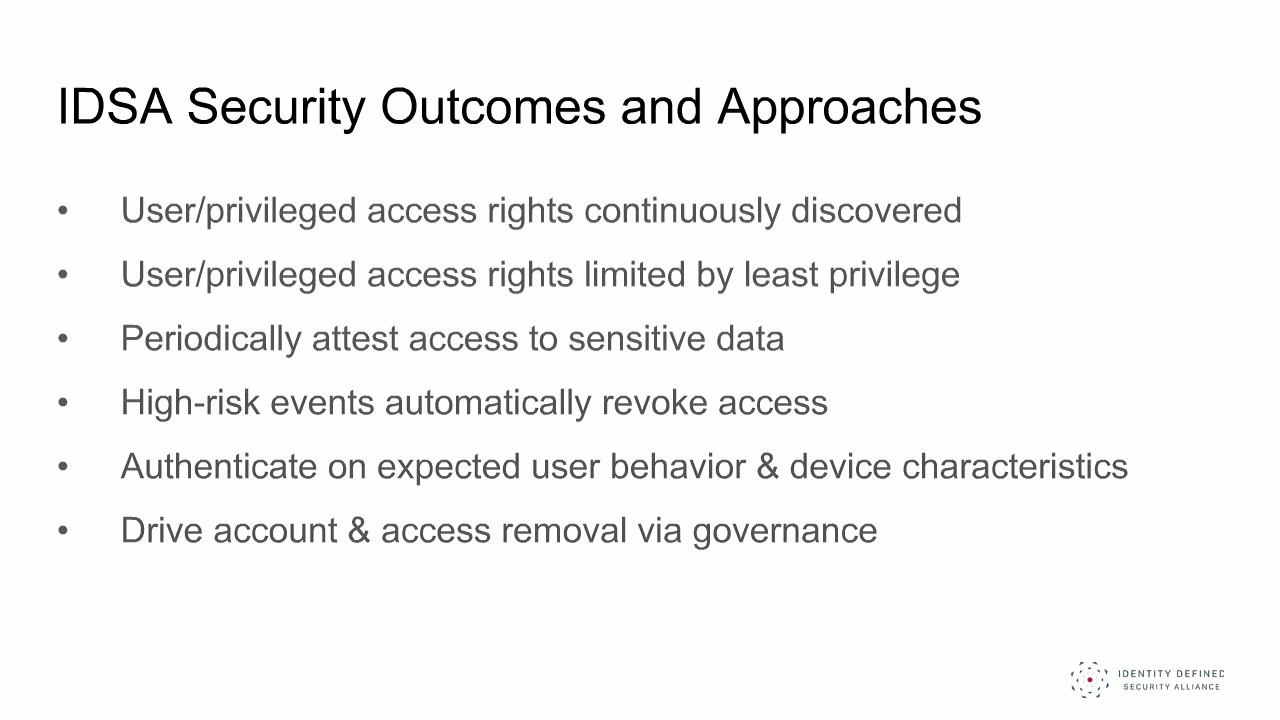 IDSA Security Outcomes and Approaches
• User/privileged access rights continuously discovered
• User/privileged access rights limited by least privilege
• Periodically attest access to sensitive data
• High-risk events automatically revoke access
• Authenticate on expected user behavior & device characteristics
• Drive account & access removal via governance
IDENTITY DEFINED
SECURITY ALLIANCE